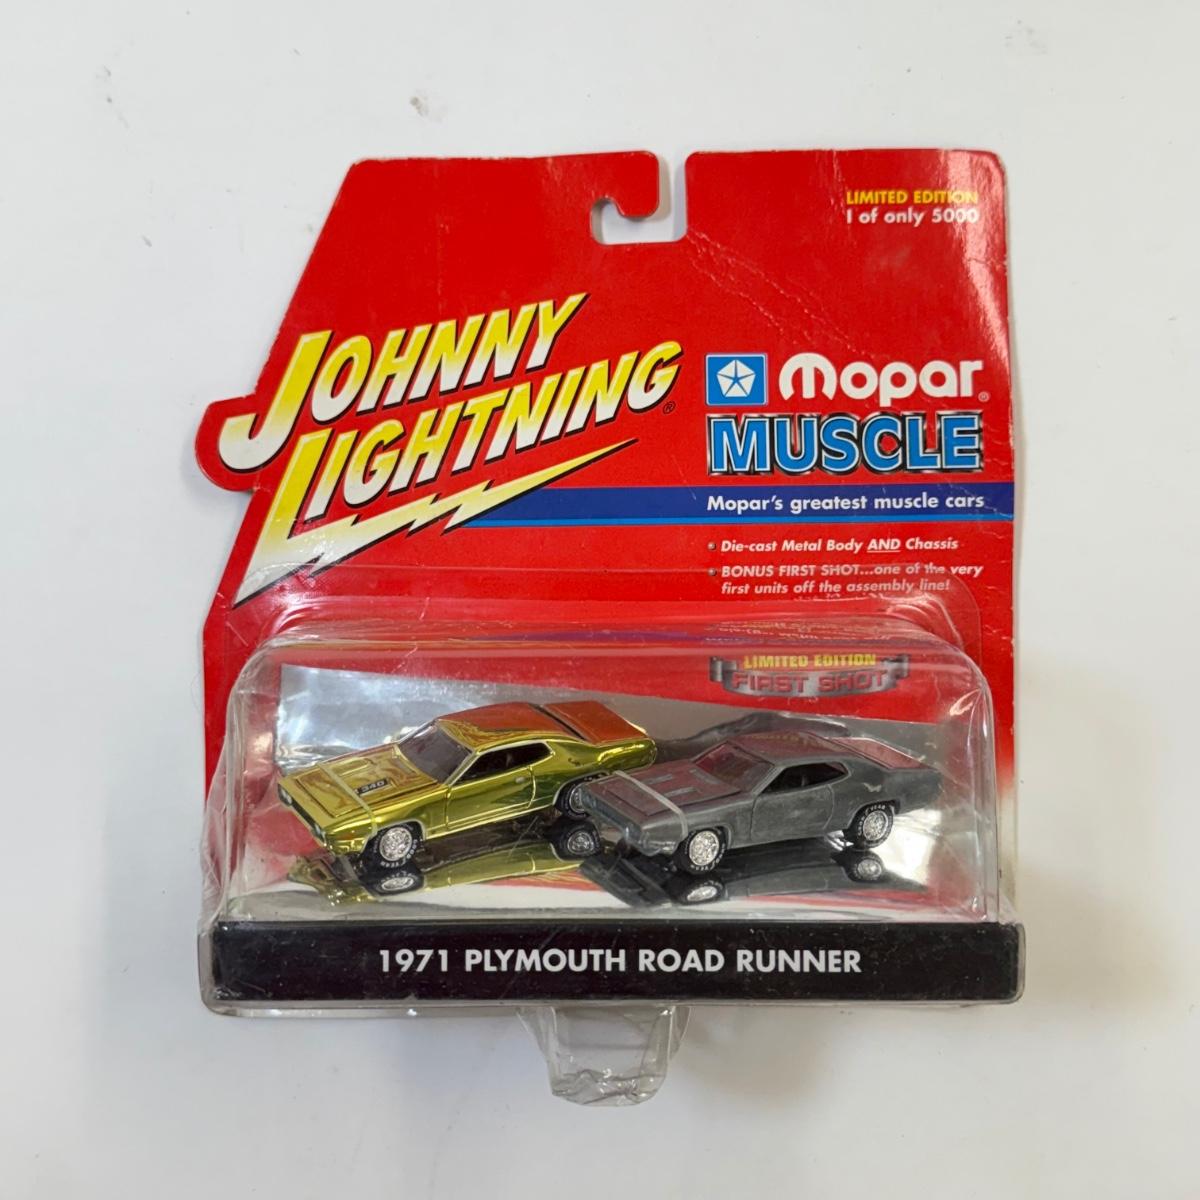 LIMITED EDITION
1 of only 5000
JOHNNY
LIGHTNING®
Mopar®
MUSCLE
Mopar's greatest muscle cars
• Die-cast Metal Body AND Chassis
• BONUS FIRST SHOT...one of the very
first units off the assembly line!
LIMITED EDITION
FIRST SHOT
340
1971 PLYMOUTH ROAD RUNNER